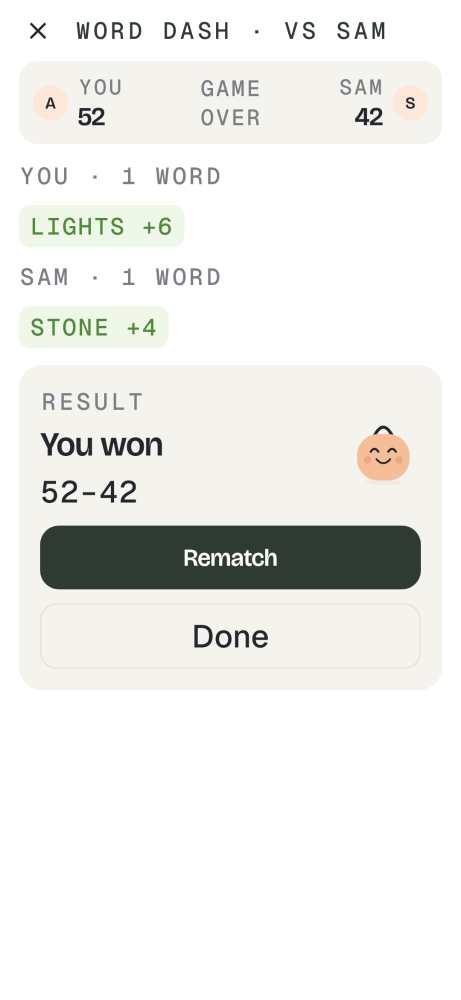 WORD DASH · VS SAM
A YOU 52
GAME OVER
SAM 42 S
YOU · 1 WORD
LIGHTS +6
SAM · 1 WORD
STONE +4
RESULT
You won
52–42
Rematch
Done